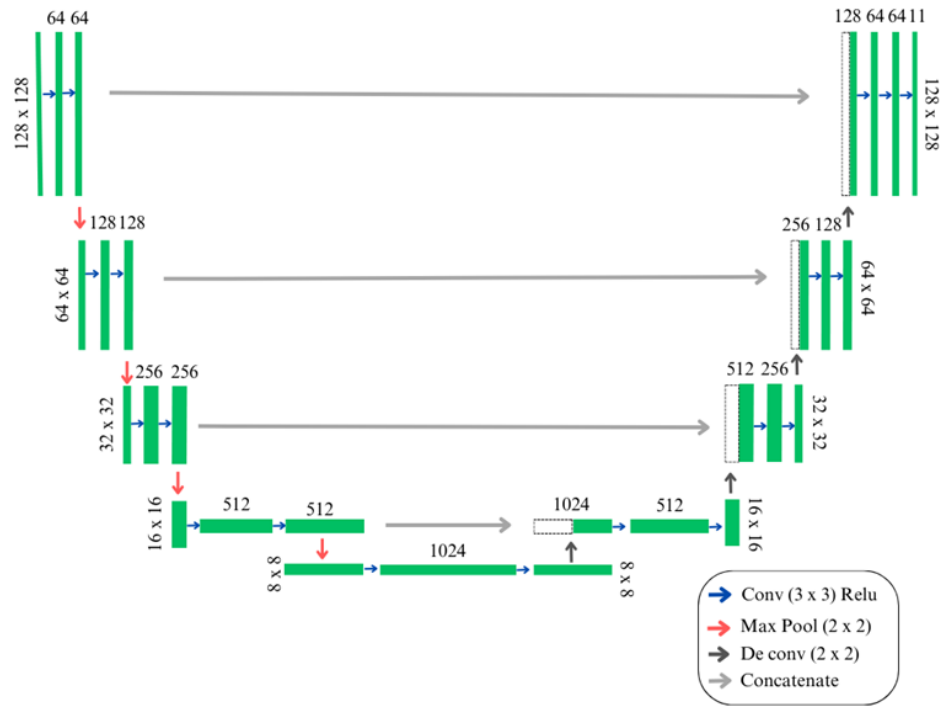 64 64
128 64 64 11
128 x 128
128 x 128
128 128
256 128
64 x 64
64 x 64
256 256
512 256
32 x 32
32 x 32
512 512
1024 512
16 x 16
16 x 16
1024
8 x 8
8 x 8
Conv (3 x 3) Relu
Max Pool (2 x 2)
De conv (2 x 2)
Concatenate